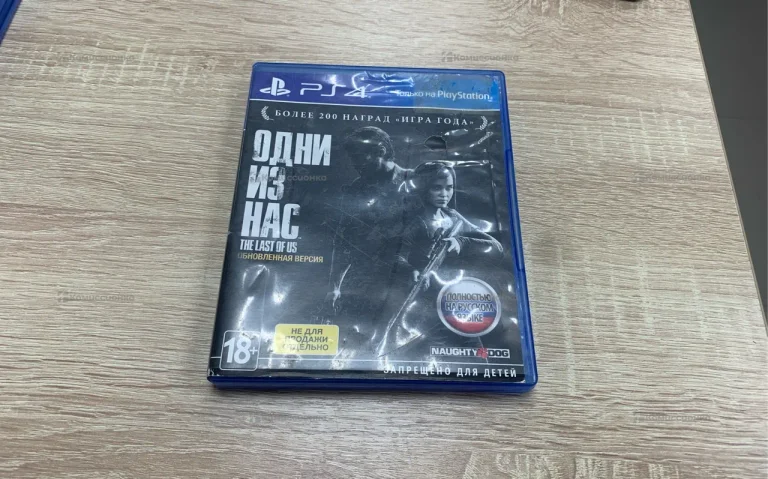 PS4
только на PlayStation
БОЛЕЕ 200 НАГРАД «ИГРА ГОДА»
ОДНИ
ИЗ
НАС
THE LAST OF US
ОБНОВЛЕННАЯ ВЕРСИЯ
ПОЛНОСТЬЮ
НА РУССКОМ
ЯЗЫКЕ
НЕ ДЛЯ
ПРОДАЖИ
ОТДЕЛЬНО
18+
NAUGHTY DOG
ЗАПРЕЩЕНО ДЛЯ ДЕТЕЙ